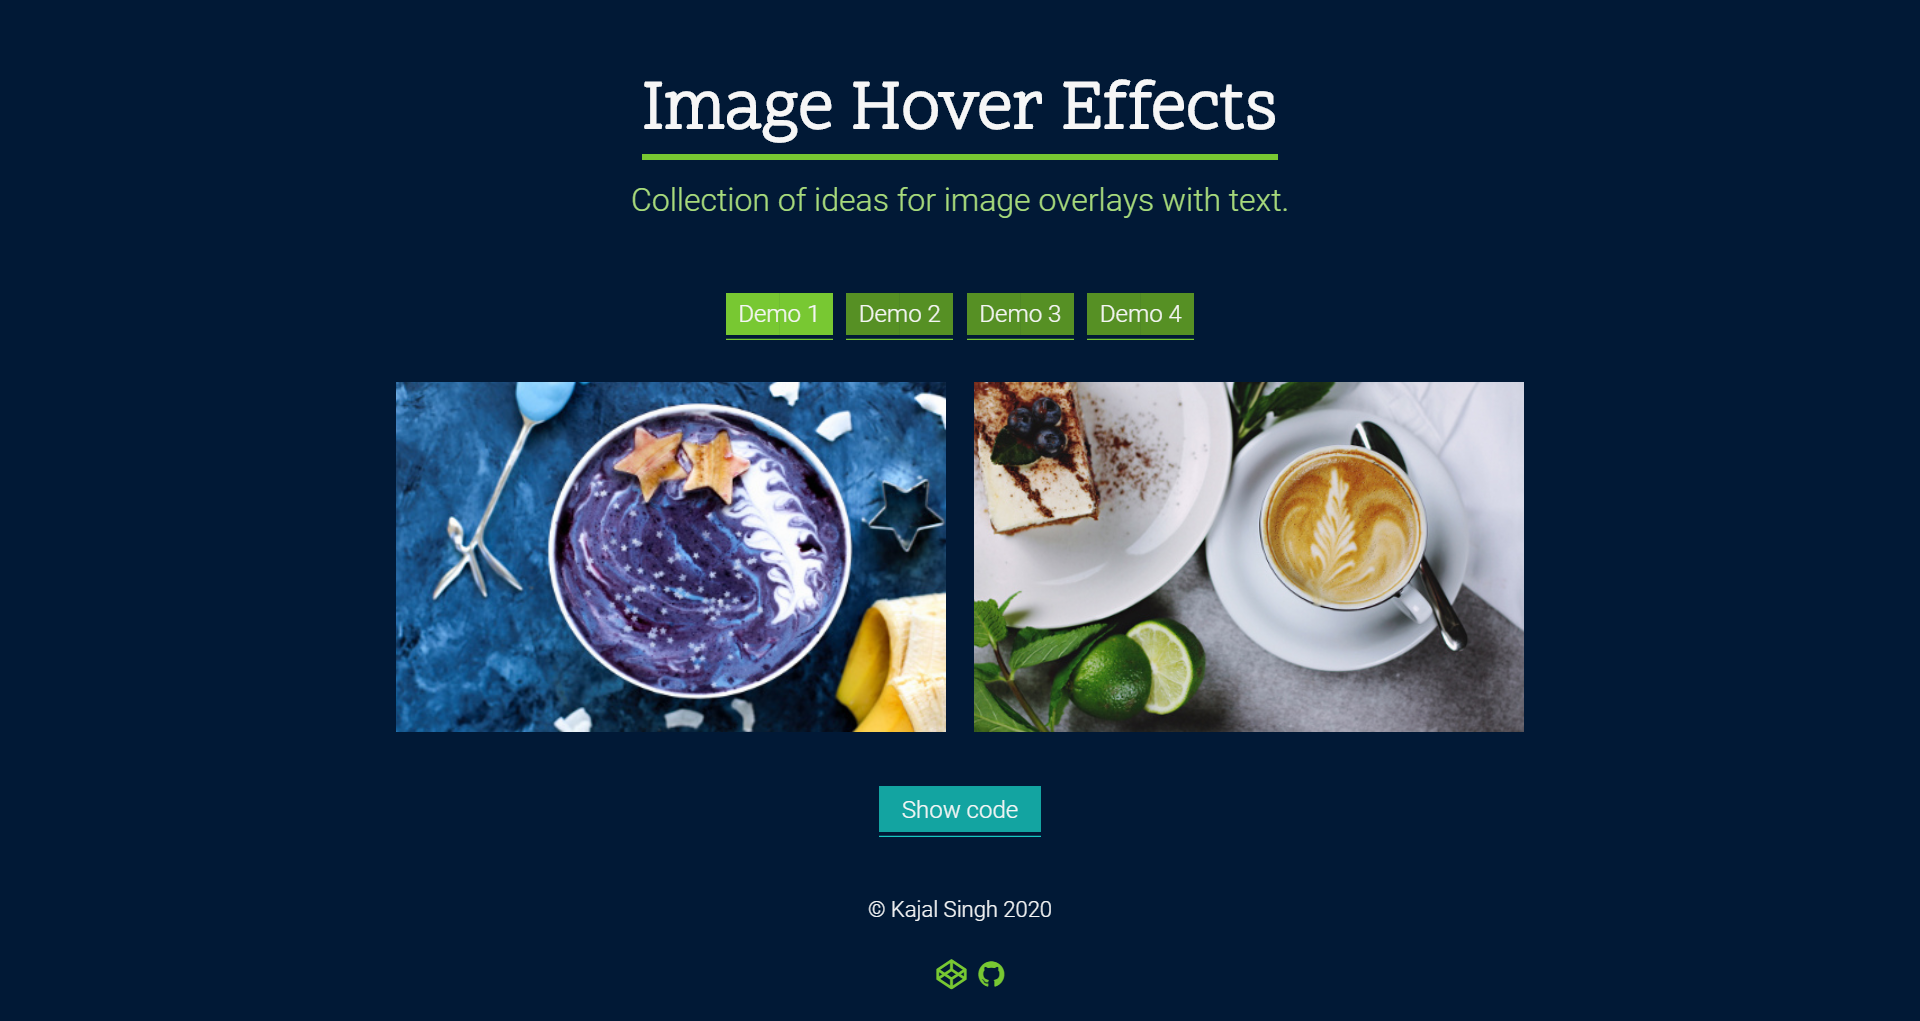 Image Hover Effects
Collection of ideas for image overlays with text.
Demo 1 Demo 2 Demo 3 Demo 4
Show code
© Kajal Singh 2020